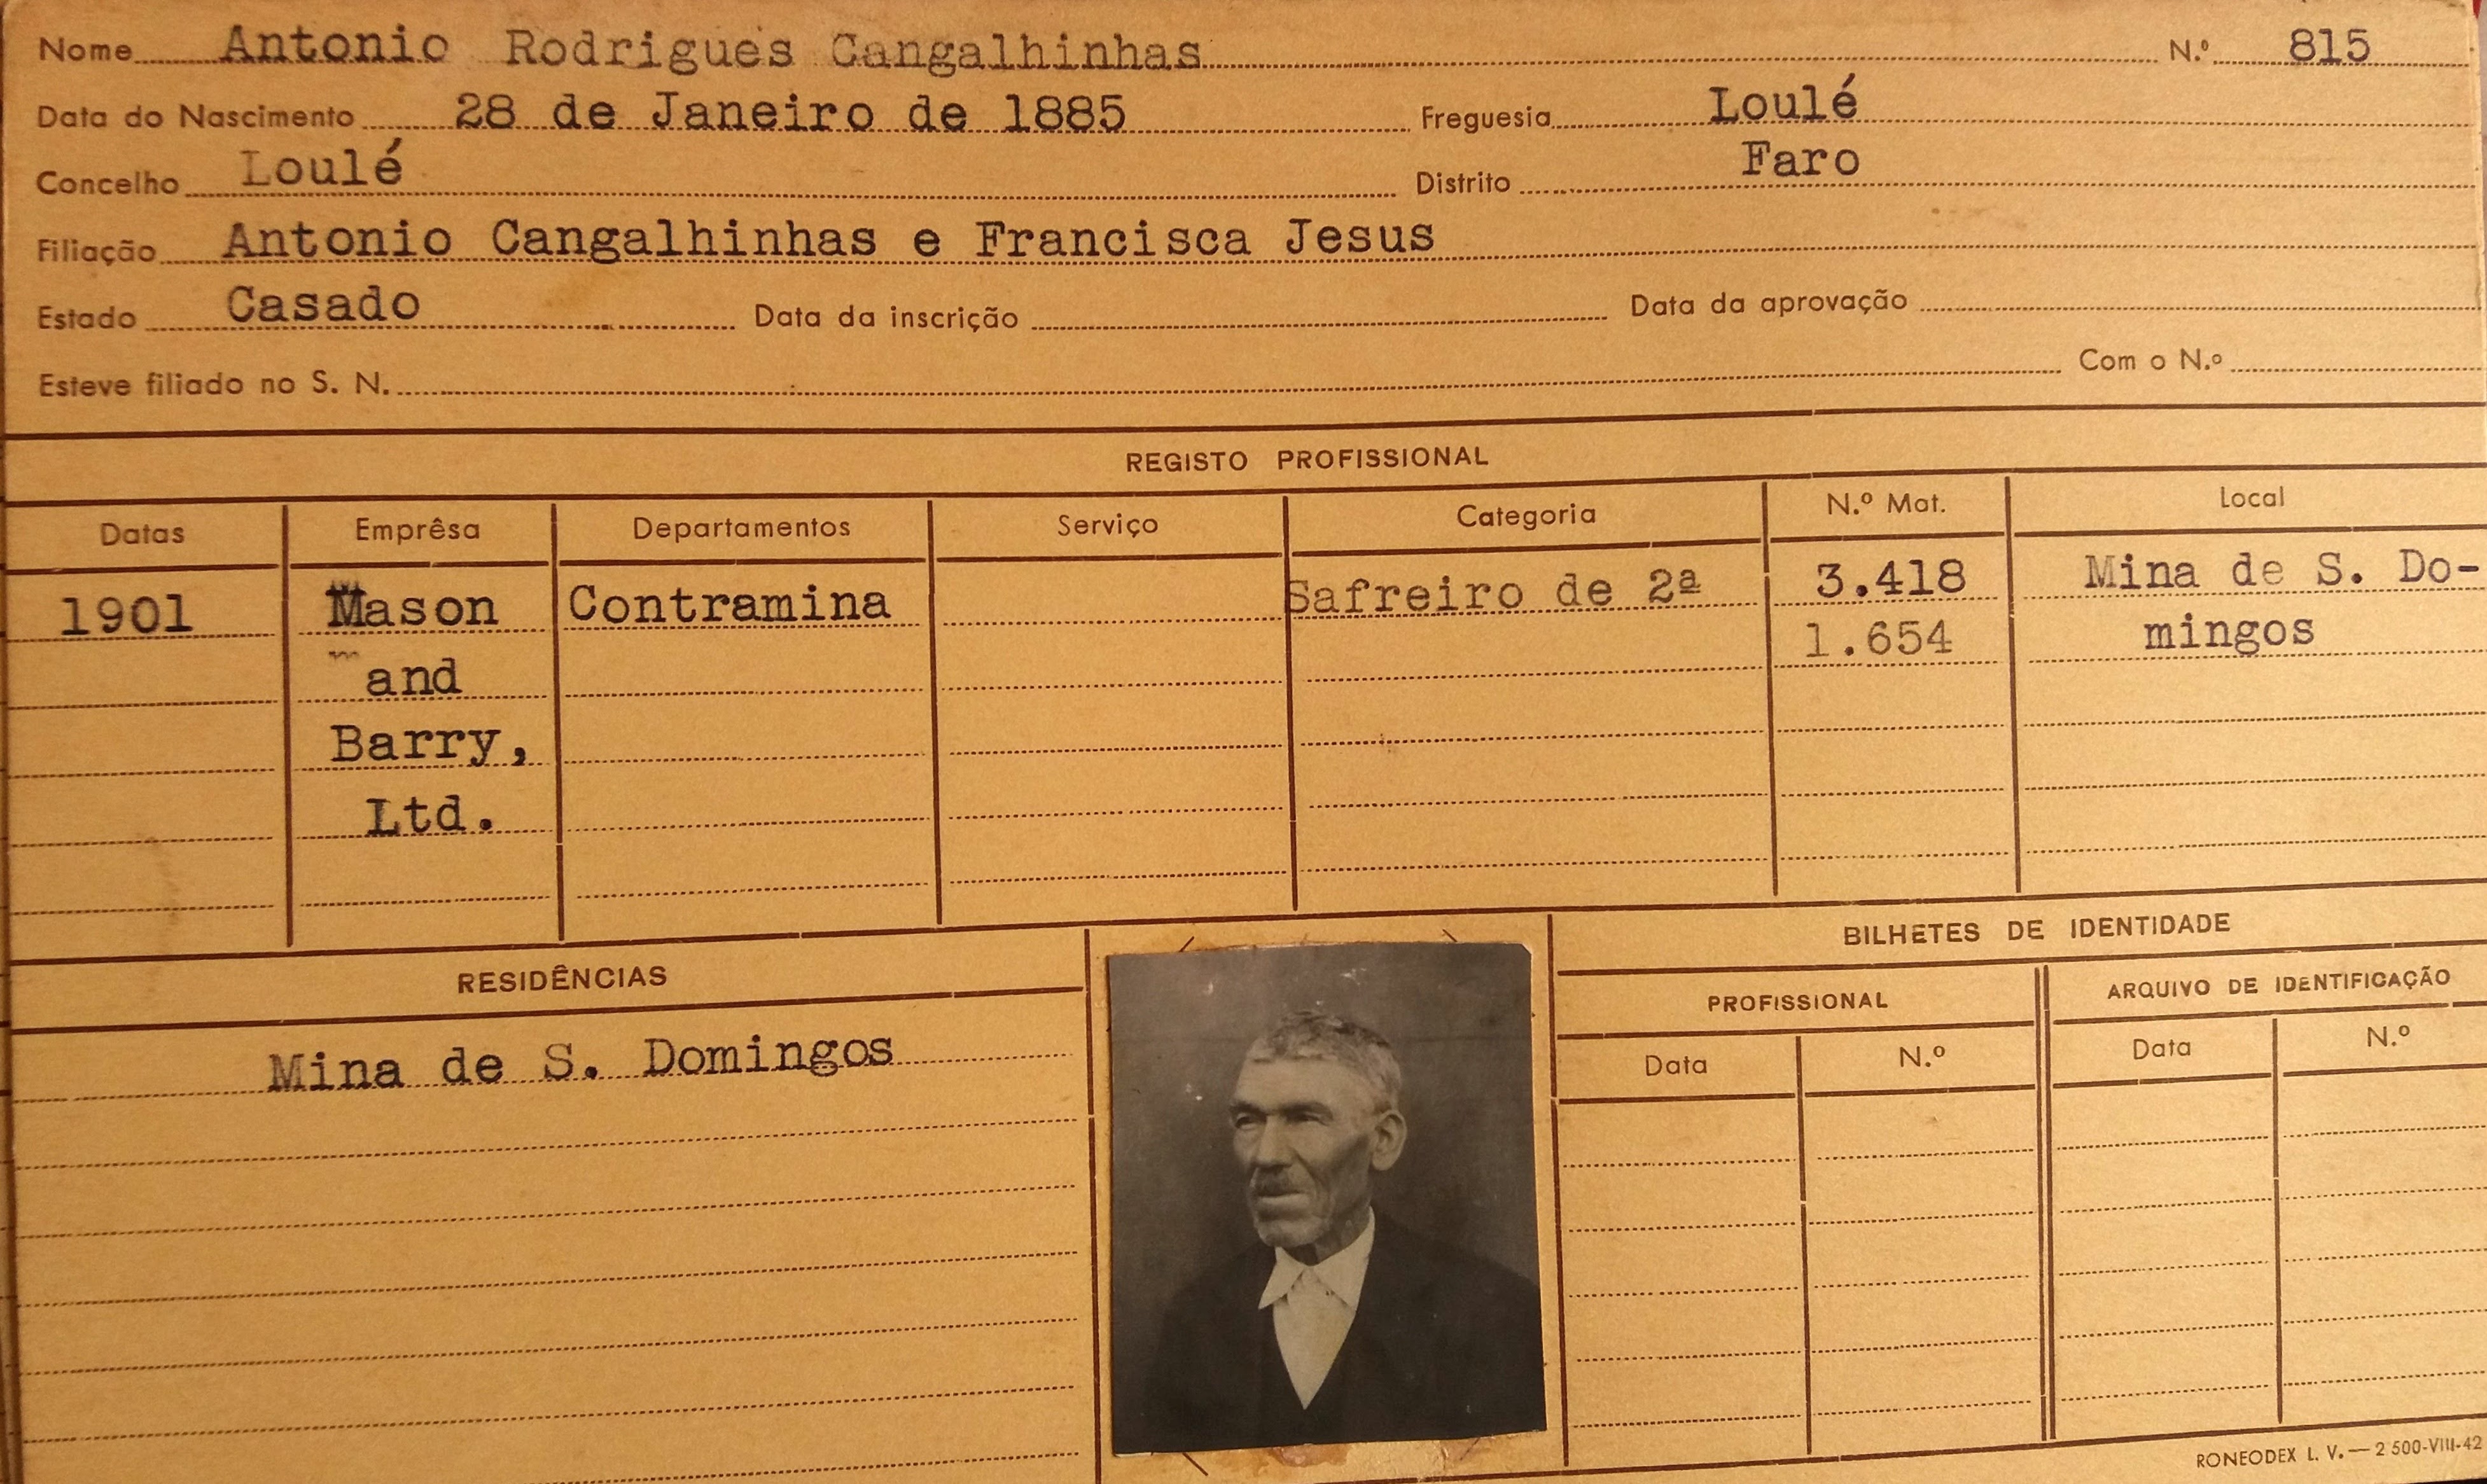 Nome Antonio Rodrigues Cangalhinhas N.º 815
Data do Nascimento 28 de Janeiro de 1885 Freguesia Loulé
Concelho Loulé Distrito Faro
Filiação Antonio Cangalhinhas e Francisca Jesus
Estado Casado Data da inscrição Data da aprovação
Esteve filiado no S. N. Com o N.º
REGISTO PROFISSIONAL
Datas Emprêsa Departamentos Serviço Categoria N.º Mat. Local
1901 Mason Contramina Safreiro de 2ª 3.418 Mina de S. Do-
and 1.654 mingos
Barry,
Ltd.
RESIDÊNCIAS
Mina de S. Domingos
BILHETES DE IDENTIDADE
PROFISSIONAL ARQUIVO DE IDENTIFICAÇÃO
Data N.º Data N.º
RONEODEX L. V.—2 500-VIII-42